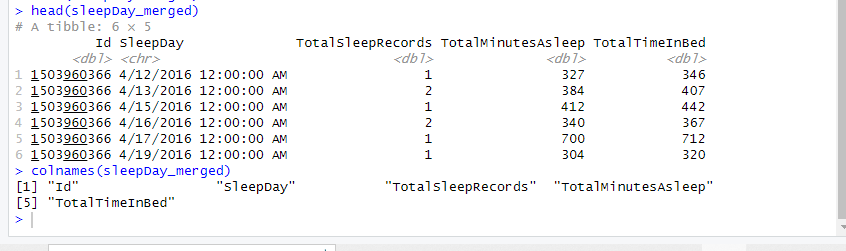 > head(sleepDay_merged)
# A tibble: 6 × 5
Id SleepDay TotalSleepRecords TotalMinutesAsleep TotalTimeInBed
<dbl> <chr> <dbl> <dbl> <dbl>
1 1503960366 4/12/2016 12:00:00 AM 1 327 346
2 1503960366 4/13/2016 12:00:00 AM 2 384 407
3 1503960366 4/15/2016 12:00:00 AM 1 412 442
4 1503960366 4/16/2016 12:00:00 AM 2 340 367
5 1503960366 4/17/2016 12:00:00 AM 1 700 712
6 1503960366 4/19/2016 12:00:00 AM 1 304 320
> colnames(sleepDay_merged)
[1] "Id" "SleepDay" "TotalSleepRecords" "TotalMinutesAsleep"
[5] "TotalTimeInBed"
>